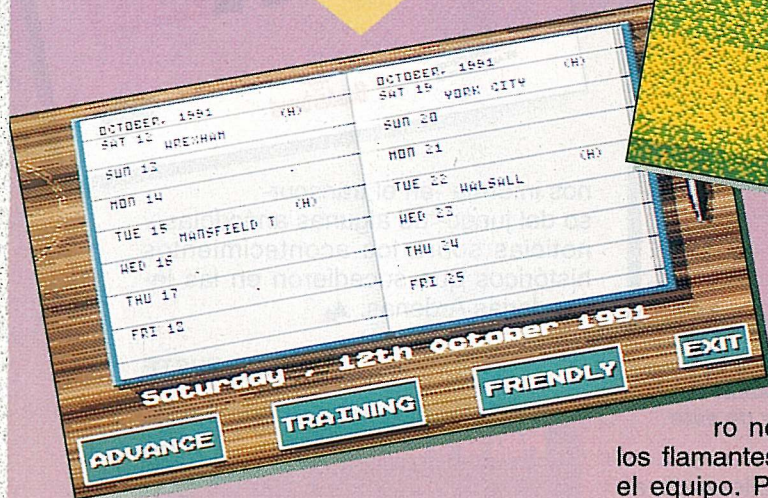 OCTOBER, 1991
SAT 12 WREXHAM (H)
SUN 13
MON 14
TUE 15 MANSFIELD T (H)
WED 16
THU 17
FRI 18
OCTOBER, 1991
SAT 19 YORK CITY (H)
SUN 20
MON 21
TUE 22 WALSALL (H)
WED 23
THU 24
FRI 25
Saturday , 12th October 1991
ADVANCE
TRAINING
FRIENDLY
EXIT
los flamantes
el equipo. P